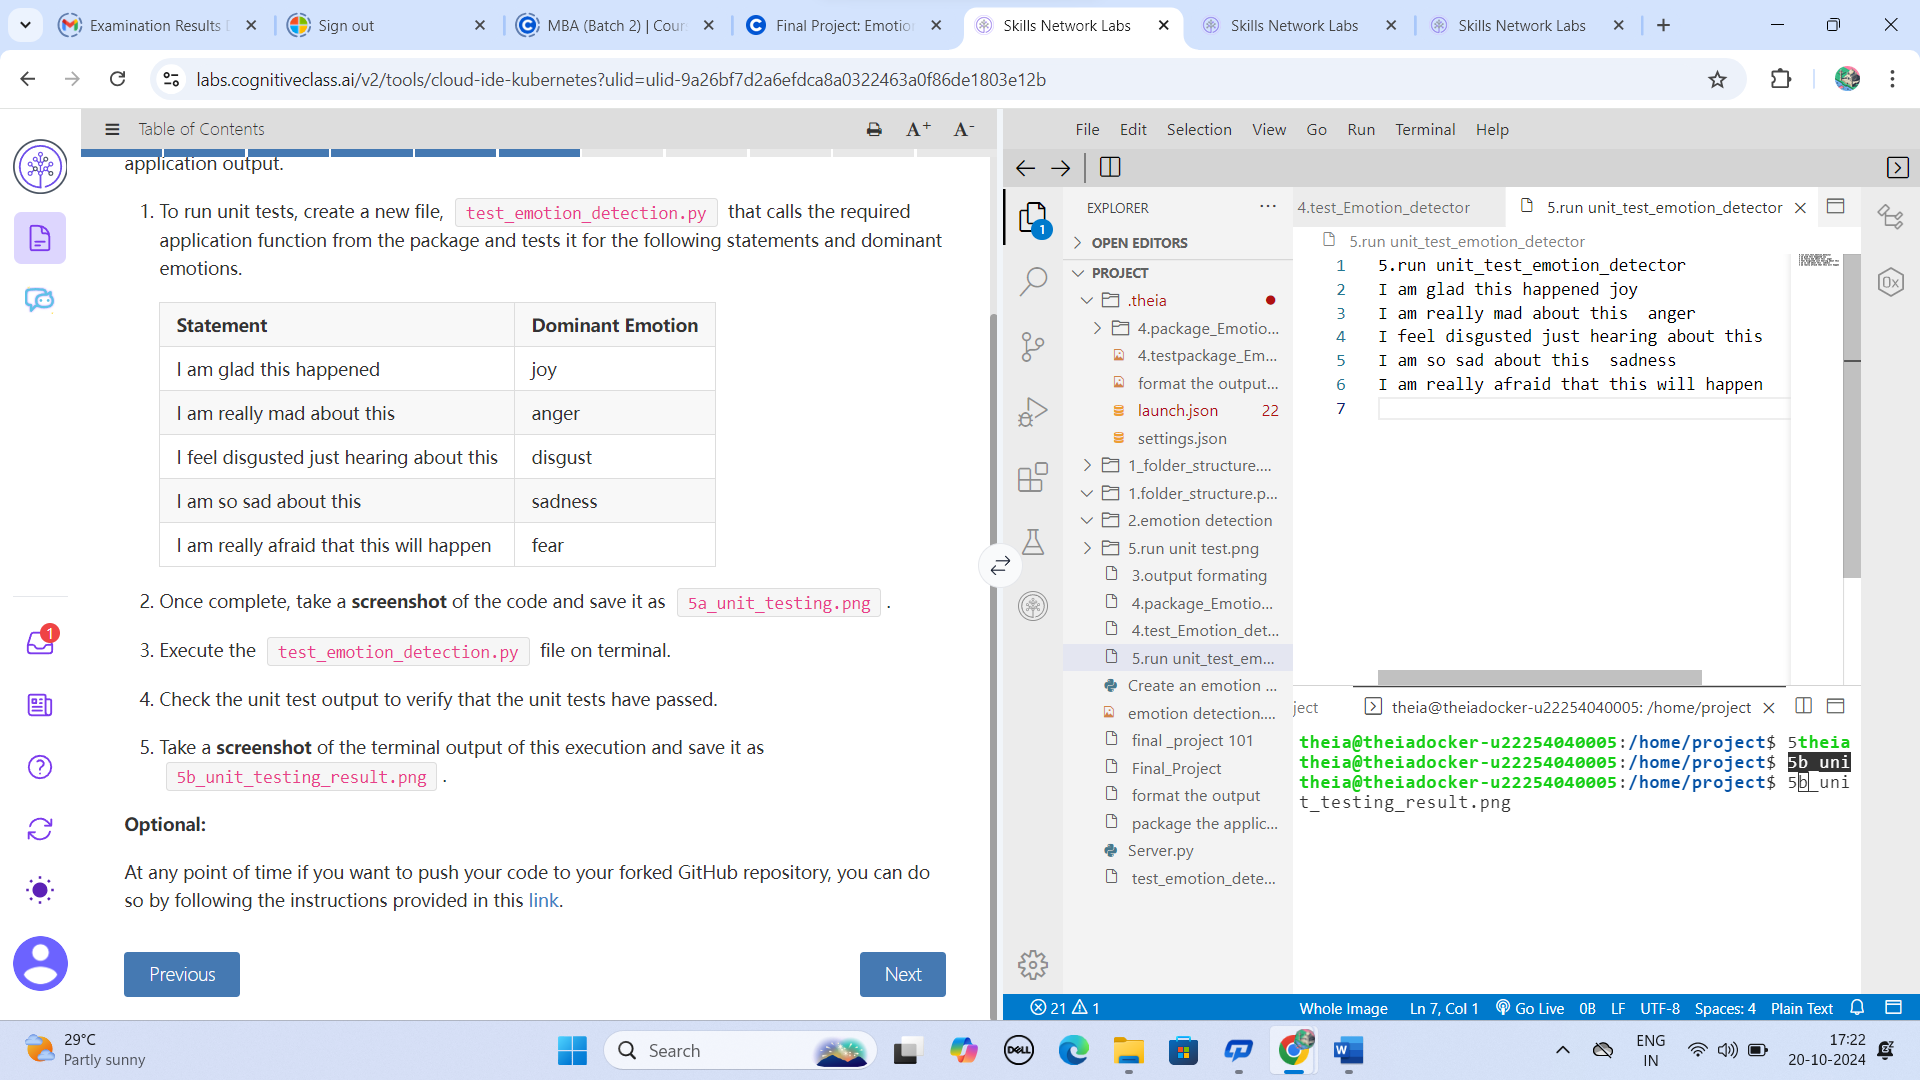 Examination Results D
Sign out
MBA (Batch 2) | Cour
Final Project: Emotio
Skills Network Labs
Skills Network Labs
Skills Network Labs
labs.cognitiveclass.ai/v2/tools/cloud-ide-kubernetes?ulid=ulid-9a26bf7d2a6efdca8a0322463a0f86de1803e12b
Table of Contents
A+ A-
application output.
1. To run unit tests, create a new file, test_emotion_detection.py that calls the required
application function from the package and tests it for the following statements and dominant
emotions.
Statement Dominant Emotion
I am glad this happened joy
I am really mad about this anger
I feel disgusted just hearing about this disgust
I am so sad about this sadness
I am really afraid that this will happen fear
2. Once complete, take a screenshot of the code and save it as 5a_unit_testing.png .
3. Execute the test_emotion_detection.py file on terminal.
4. Check the unit test output to verify that the unit tests have passed.
5. Take a screenshot of the terminal output of this execution and save it as
5b_unit_testing_result.png .
Optional:
At any point of time if you want to push your code to your forked GitHub repository, you can do
so by following the instructions provided in this link.
Previous
Next
1
File Edit Selection View Go Run Terminal Help
1
EXPLORER ...
OPEN EDITORS
PROJECT
.theia
4.package_Emotio...
4.testpackage_Em...
format the output...
launch.json 22
settings.json
1_folder_structure....
1.folder_structure.p...
2.emotion detection
5.run unit test.png
3.output formating
4.package_Emotio...
4.test_Emotion_det...
5.run unit_test_em...
Create an emotion ...
emotion detection....
final _project 101
Final_Project
format the output
package the applic...
Server.py
test_emotion_dete...
4.test_Emotion_detector
5.run unit_test_emotion_detector
5.run unit_test_emotion_detector
1 5.run unit_test_emotion_detector
2 I am glad this happened joy
3 I am really mad about this  anger
4 I feel disgusted just hearing about this
5 I am so sad about this  sadness
6 I am really afraid that this will happen
7
0x
ject
theia@theiadocker-u22254040005: /home/project
theia@theiadocker-u22254040005:/home/project$ 5theia
theia@theiadocker-u22254040005:/home/project$ 5b_uni
theia@theiadocker-u22254040005:/home/project$ 5b_uni
t_testing_result.png
21 1
Whole Image Ln 7, Col 1 Go Live 0B LF UTF-8 Spaces: 4 Plain Text
29°C
Partly sunny
Search
DELL
W
ENG
IN
17:22
20-10-2024